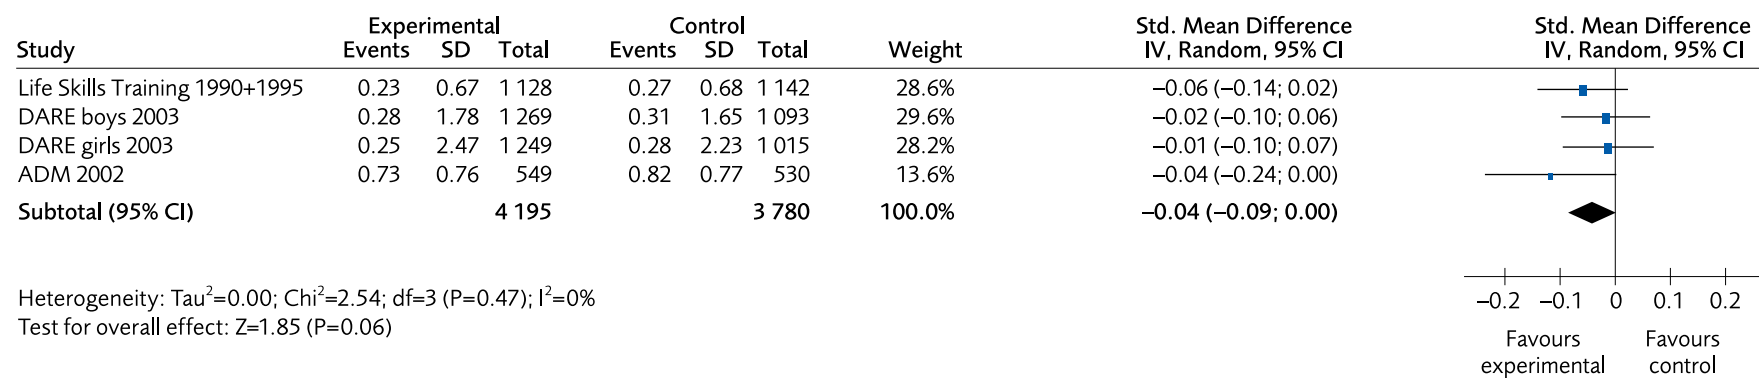 Experimental Control Std. Mean Difference Std. Mean Difference
Study Events SD Total Events SD Total Weight IV, Random, 95% CI IV, Random, 95% CI
Life Skills Training 1990+1995 0.23 0.67 1 128 0.27 0.68 1 142 28.6% –0.06 (–0.14; 0.02)
DARE boys 2003 0.28 1.78 1 269 0.31 1.65 1 093 29.6% –0.02 (–0.10; 0.06)
DARE girls 2003 0.25 2.47 1 249 0.28 2.23 1 015 28.2% –0.01 (–0.10; 0.07)
ADM 2002 0.73 0.76 549 0.82 0.77 530 13.6% –0.04 (–0.24; 0.00)
Subtotal (95% CI) 4 195 3 780 100.0% –0.04 (–0.09; 0.00)
Heterogeneity: Tau²=0.00; Chi²=2.54; df=3 (P=0.47); I²=0%
Test for overall effect: Z=1.85 (P=0.06)
–0.2 –0.1 0 0.1 0.2
Favours Favours
experimental control